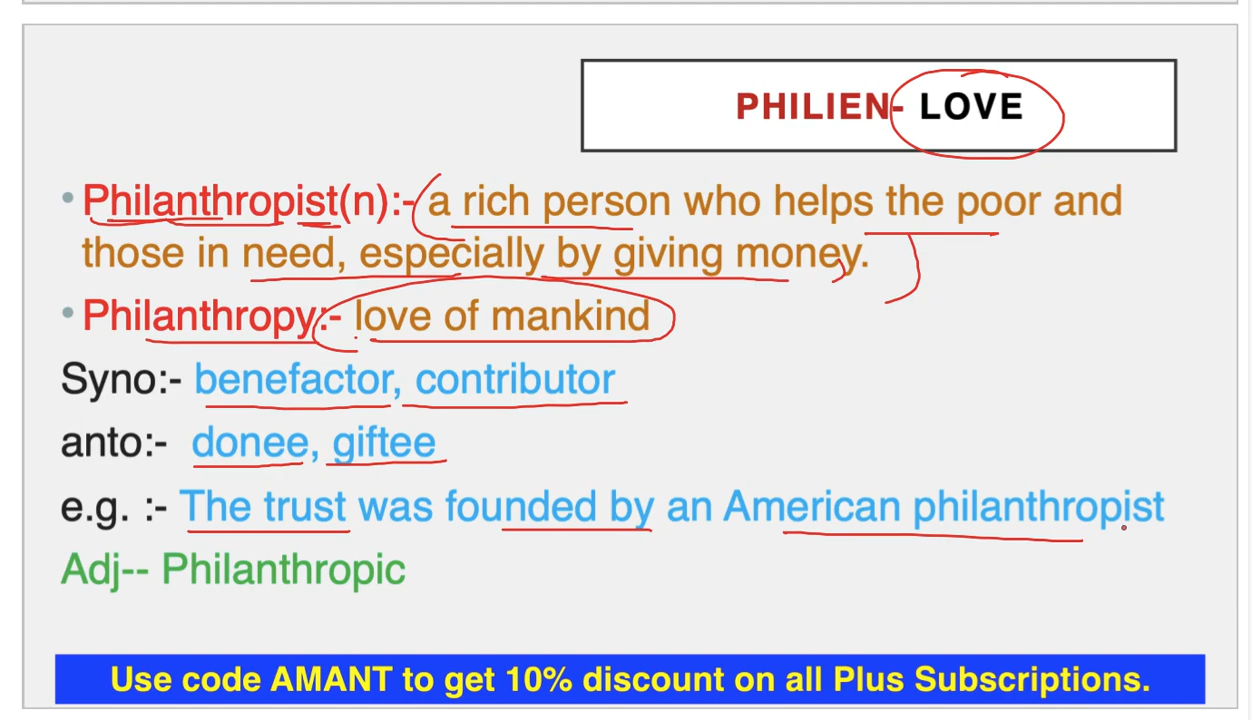 PHILIEN- LOVE
• Philanthropist(n):- a rich person who helps the poor and
those in need, especially by giving money.
• Philanthropy:- love of mankind
Syno:- benefactor, contributor
anto:- donee, giftee
e.g. :- The trust was founded by an American philanthropist
Adj-- Philanthropic
Use code AMANT to get 10% discount on all Plus Subscriptions.